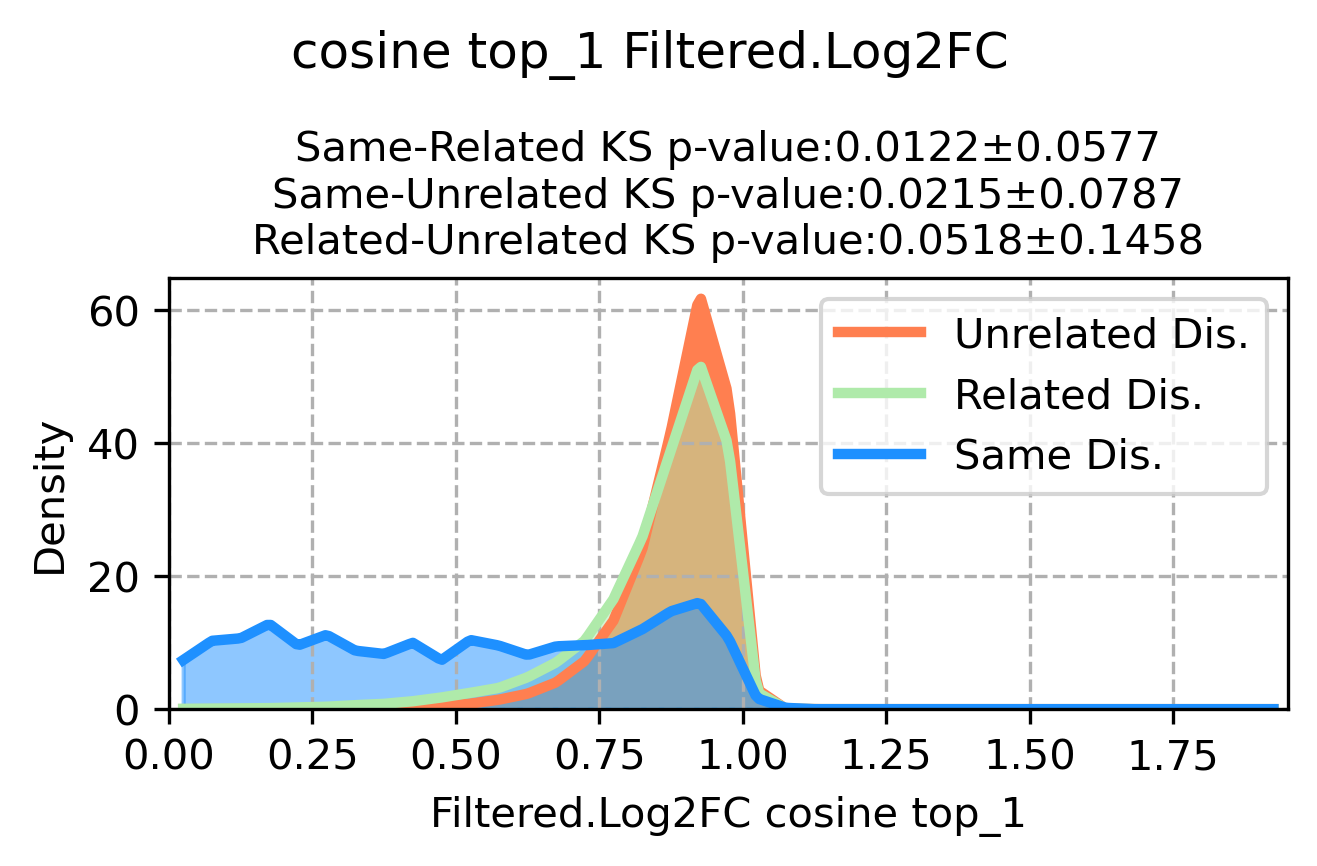 cosine top_1 Filtered.Log2FC
Same-Related KS p-value:0.0122±0.0577
Same-Unrelated KS p-value:0.0215±0.0787
Related-Unrelated KS p-value:0.0518±0.1458
60
40
20
0
Density
Unrelated Dis.
Related Dis.
Same Dis.
0.00 0.25 0.50 0.75 1.00 1.25 1.50 1.75
Filtered.Log2FC cosine top_1